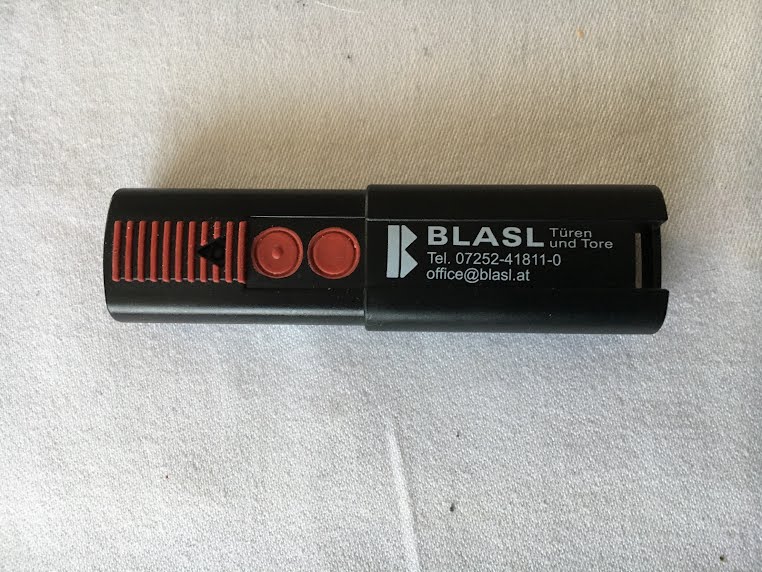 BLASL Türen
und Tore
Tel. 07252-41811-0
office@blasl.at